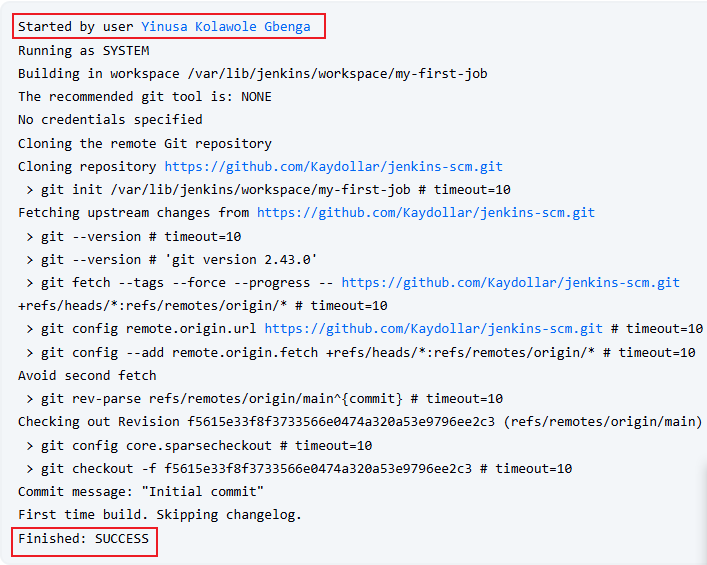 Started by user Yinusa Kolawole Gbenga
Running as SYSTEM
Building in workspace /var/lib/jenkins/workspace/my-first-job
The recommended git tool is: NONE
No credentials specified
Cloning the remote Git repository
Cloning repository https://github.com/Kaydollar/jenkins-scm.git
> git init /var/lib/jenkins/workspace/my-first-job # timeout=10
Fetching upstream changes from https://github.com/Kaydollar/jenkins-scm.git
> git --version # timeout=10
> git --version # 'git version 2.43.0'
> git fetch --tags --force --progress -- https://github.com/Kaydollar/jenkins-scm.git
+refs/heads/*:refs/remotes/origin/* # timeout=10
> git config remote.origin.url https://github.com/Kaydollar/jenkins-scm.git # timeout=10
> git config --add remote.origin.fetch +refs/heads/*:refs/remotes/origin/* # timeout=10
Avoid second fetch
> git rev-parse refs/remotes/origin/main^{commit} # timeout=10
Checking out Revision f5615e33f8f3733566e0474a320a53e9796ee2c3 (refs/remotes/origin/main)
> git config core.sparsecheckout # timeout=10
> git checkout -f f5615e33f8f3733566e0474a320a53e9796ee2c3 # timeout=10
Commit message: "Initial commit"
First time build. Skipping changelog.
Finished: SUCCESS